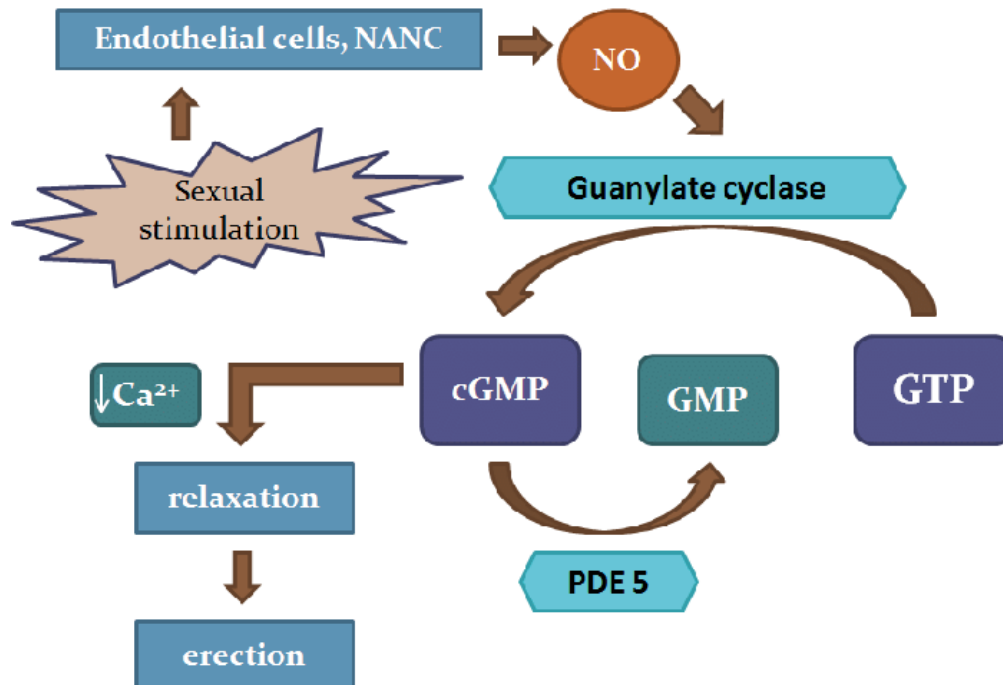 Endothelial cells, NANC
NO
Sexual
stimulation
Guanylate cyclase
↓Ca²⁺
cGMP
GMP
GTP
relaxation
PDE 5
erection